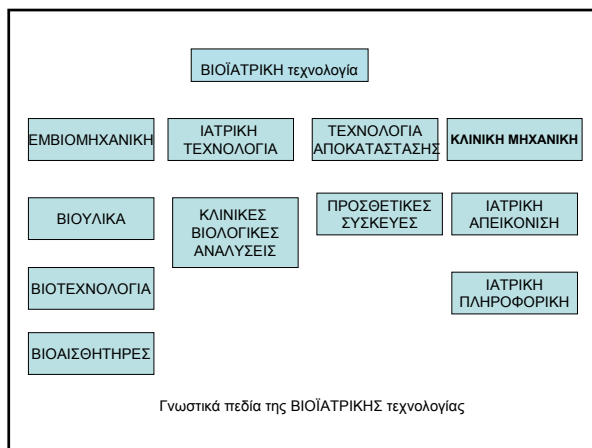 ΒΙΟΪΑΤΡΙΚΗ τεχνολογία
ΕΜΒΙΟΜΗΧΑΝΙΚΗ
ΙΑΤΡΙΚΗ
ΤΕΧΝΟΛΟΓΙΑ
ΤΕΧΝΟΛΟΓΙΑ
ΑΠΟΚΑΤΑΣΤΑΣΗΣ
ΚΛΙΝΙΚΗ ΜΗΧΑΝΙΚΗ
ΒΙΟΥΛΙΚΑ
ΚΛΙΝΙΚΕΣ
ΒΙΟΛΟΓΙΚΕΣ
ΑΝΑΛΥΣΕΙΣ
ΠΡΟΣΘΕΤΙΚΕΣ
ΣΥΣΚΕΥΕΣ
ΙΑΤΡΙΚΗ
ΑΠΕΙΚΟΝΙΣΗ
ΒΙΟΤΕΧΝΟΛΟΓΙΑ
ΙΑΤΡΙΚΗ
ΠΛΗΡΟΦΟΡΙΚΗ
ΒΙΟΑΙΣΘΗΤΗΡΕΣ
Γνωστικά πεδία της ΒΙΟΪΑΤΡΙΚΗΣ τεχνολογίας